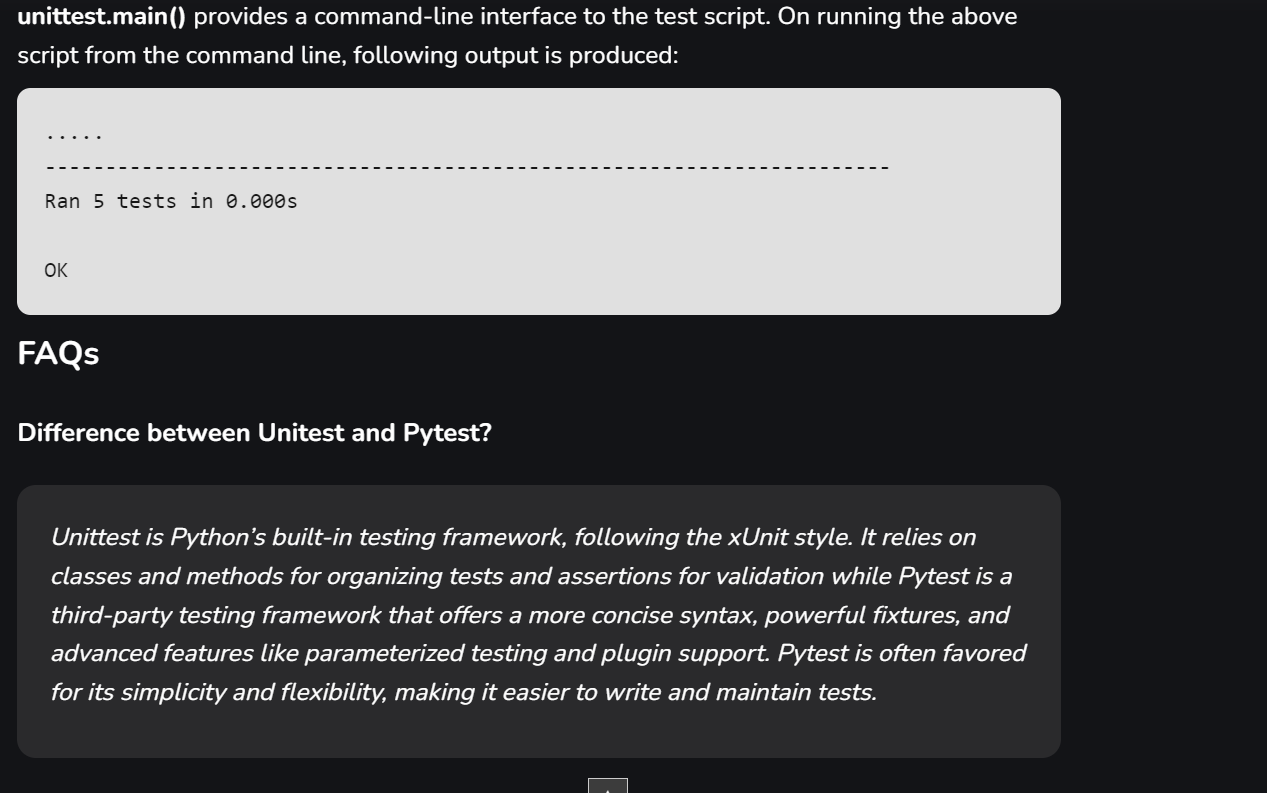 unittest.main() provides a command-line interface to the test script. On running the above
script from the command line, following output is produced:
.....
----------------------------------------------------------------------
Ran 5 tests in 0.000s
OK
FAQs
Difference between Unitest and Pytest?
Unittest is Python’s built-in testing framework, following the xUnit style. It relies on
classes and methods for organizing tests and assertions for validation while Pytest is a
third-party testing framework that offers a more concise syntax, powerful fixtures, and
advanced features like parameterized testing and plugin support. Pytest is often favored
for its simplicity and flexibility, making it easier to write and maintain tests.